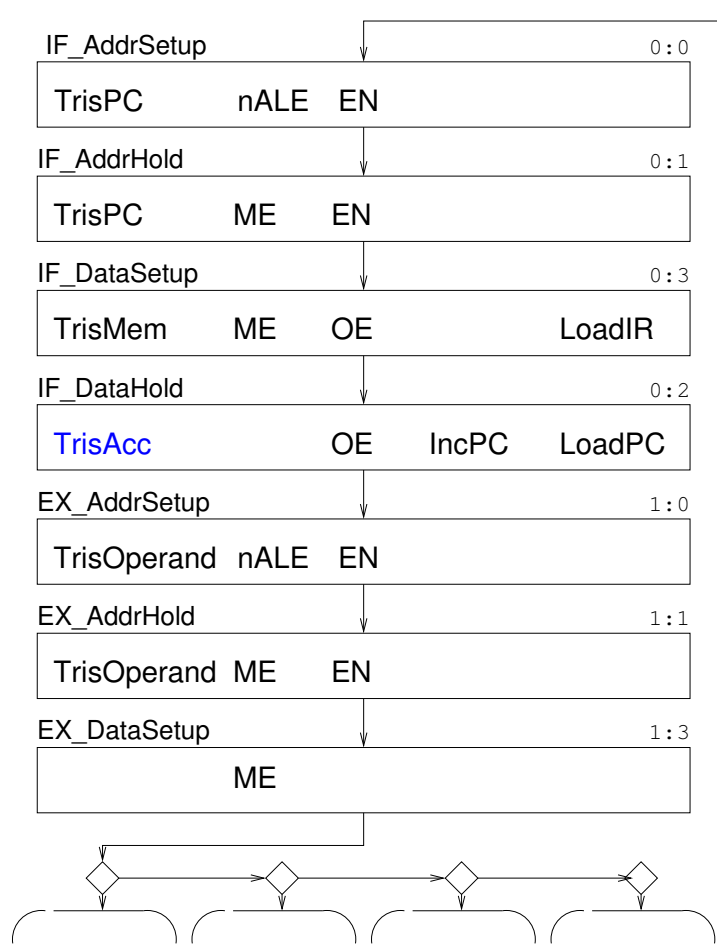 IF_AddrSetup 0:0
TrisPC nALE EN
IF_AddrHold 0:1
TrisPC ME EN
IF_DataSetup 0:3
TrisMem ME OE LoadIR
IF_DataHold 0:2
TrisAcc OE IncPC LoadPC
EX_AddrSetup 1:0
TrisOperand nALE EN
EX_AddrHold 1:1
TrisOperand ME EN
EX_DataSetup 1:3
ME